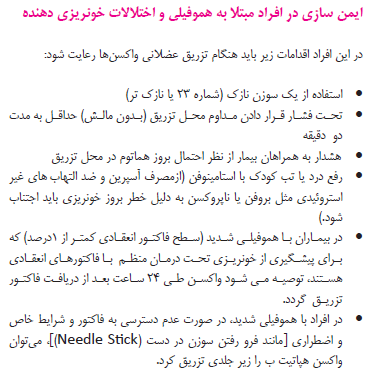 ایمن سازی در افراد مبتلا به هموفیلی و اختلالات خونریزی دهنده
در این افراد اقدامات زیر باید هنگام تزریق عضلانی واکسن‌ها رعایت شود:
● استفاده از یک سوزن نازک (شماره ۲۳ یا نازک تر)
● تحت فشار قرار دادن مداوم محل تزریق (بدون مالش) حداقل به مدت
دو دقیقه
● هشدار به همراهان بیمار از نظر احتمال بروز هماتوم در محل تزریق
● رفع درد یا تب کودک با استامینوفن (ازمصرف آسپرین و ضد التهاب های غیر
استروئیدی مثل بروفن یا ناپروکسن به دلیل خطر بروز خونریزی باید اجتناب
شود.)
● در بیماران با هموفیلی شدید (سطح فاکتور انعقادی کمتر از ۱درصد) که
برای پیشگیری از خونریزی تحت درمان منظم با فاکتورهای انعقادی
هستند، توصیه می شود واکسن طی ۲۴ ساعت بعد از دریافت فاکتور
تزریق گردد.
● در افراد با هموفیلی شدید، در صورت عدم دسترسی به فاکتور و شرایط خاص
و اضطراری [مانند فرو رفتن سوزن در دست (Needle Stick)]، می‌توان
واکسن هپاتیت ب را زیر جلدی تزریق کرد.